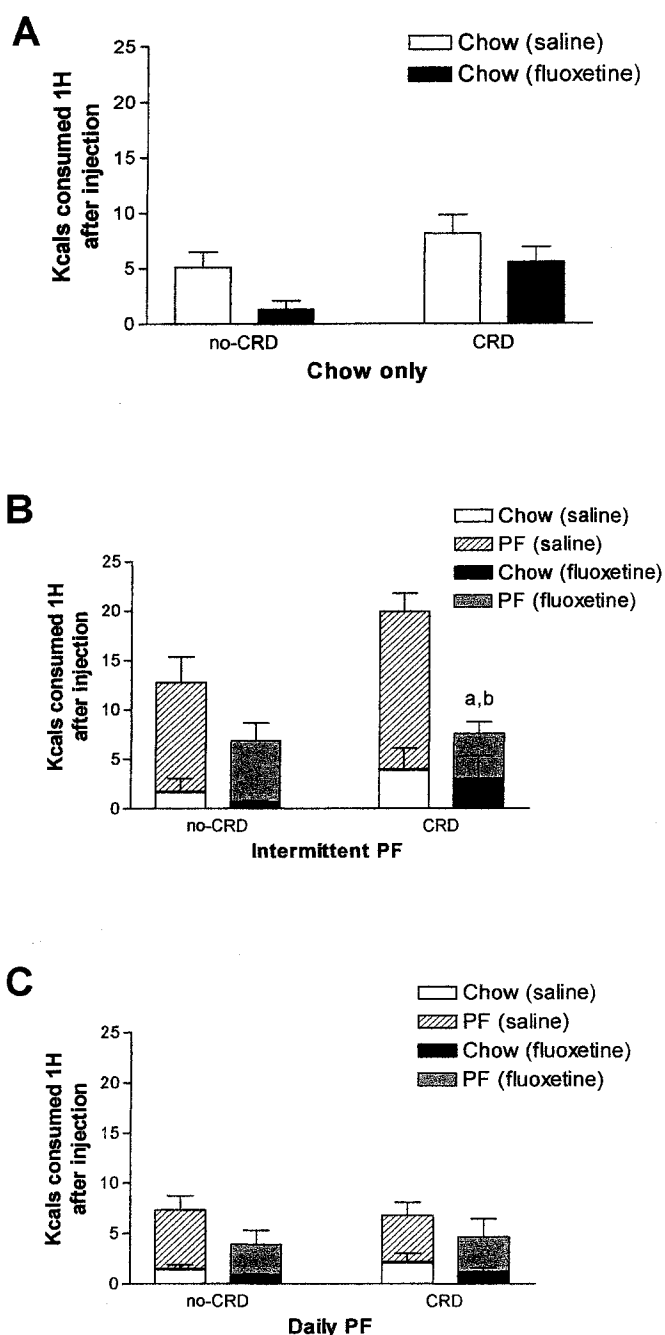 A
Chow (saline)
Chow (fluoxetine)
Kcals consumed 1H
after injection
25
20
15
10
5
0
no-CRD
CRD
Chow only
B
Chow (saline)
PF (saline)
Chow (fluoxetine)
PF (fluoxetine)
Kcals consumed 1H
after injection
25
20
15
10
5
0
a,b
no-CRD
CRD
Intermittent PF
C
Chow (saline)
PF (saline)
Chow (fluoxetine)
PF (fluoxetine)
Kcals consumed 1H
after injection
25
20
15
10
5
0
no-CRD
CRD
Daily PF